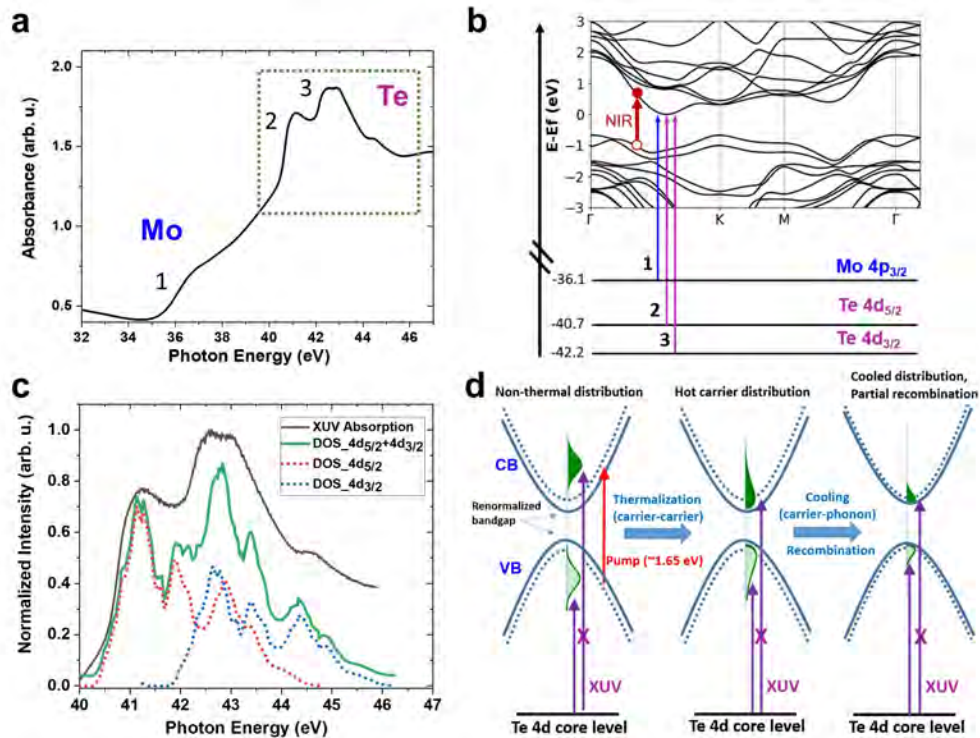 a
Absorbance (arb. u.)
2.0
1.5
1.0
0.5
Mo
Te
1
2
3
32 34 36 38 40 42 44 46
Photon Energy (eV)
b
E-Ef (eV)
3
2
1
0
−1
−2
−3
NIR
Γ K M Γ
-36.1
-40.7
-42.2
1
2
3
Mo 4p3/2
Te 4d5/2
Te 4d3/2
c
Normalized Intensity (arb. u.)
1.0
0.8
0.6
0.4
0.2
0.0
XUV Absorption
DOS_4d5/2+4d3/2
DOS_4d5/2
DOS_4d3/2
40 41 42 43 44 45 46 47
Photon Energy (eV)
d
Non-thermal distribution
Hot carrier distribution
Cooled distribution,
Partial recombination
CB
Renormalized
bandgap
VB
Thermalization
(carrier-carrier)
Pump (~1.65 eV)
Cooling
(carrier-phonon)
Recombination
X
X
X
XUV
XUV
XUV
Te 4d core level
Te 4d core level
Te 4d core level